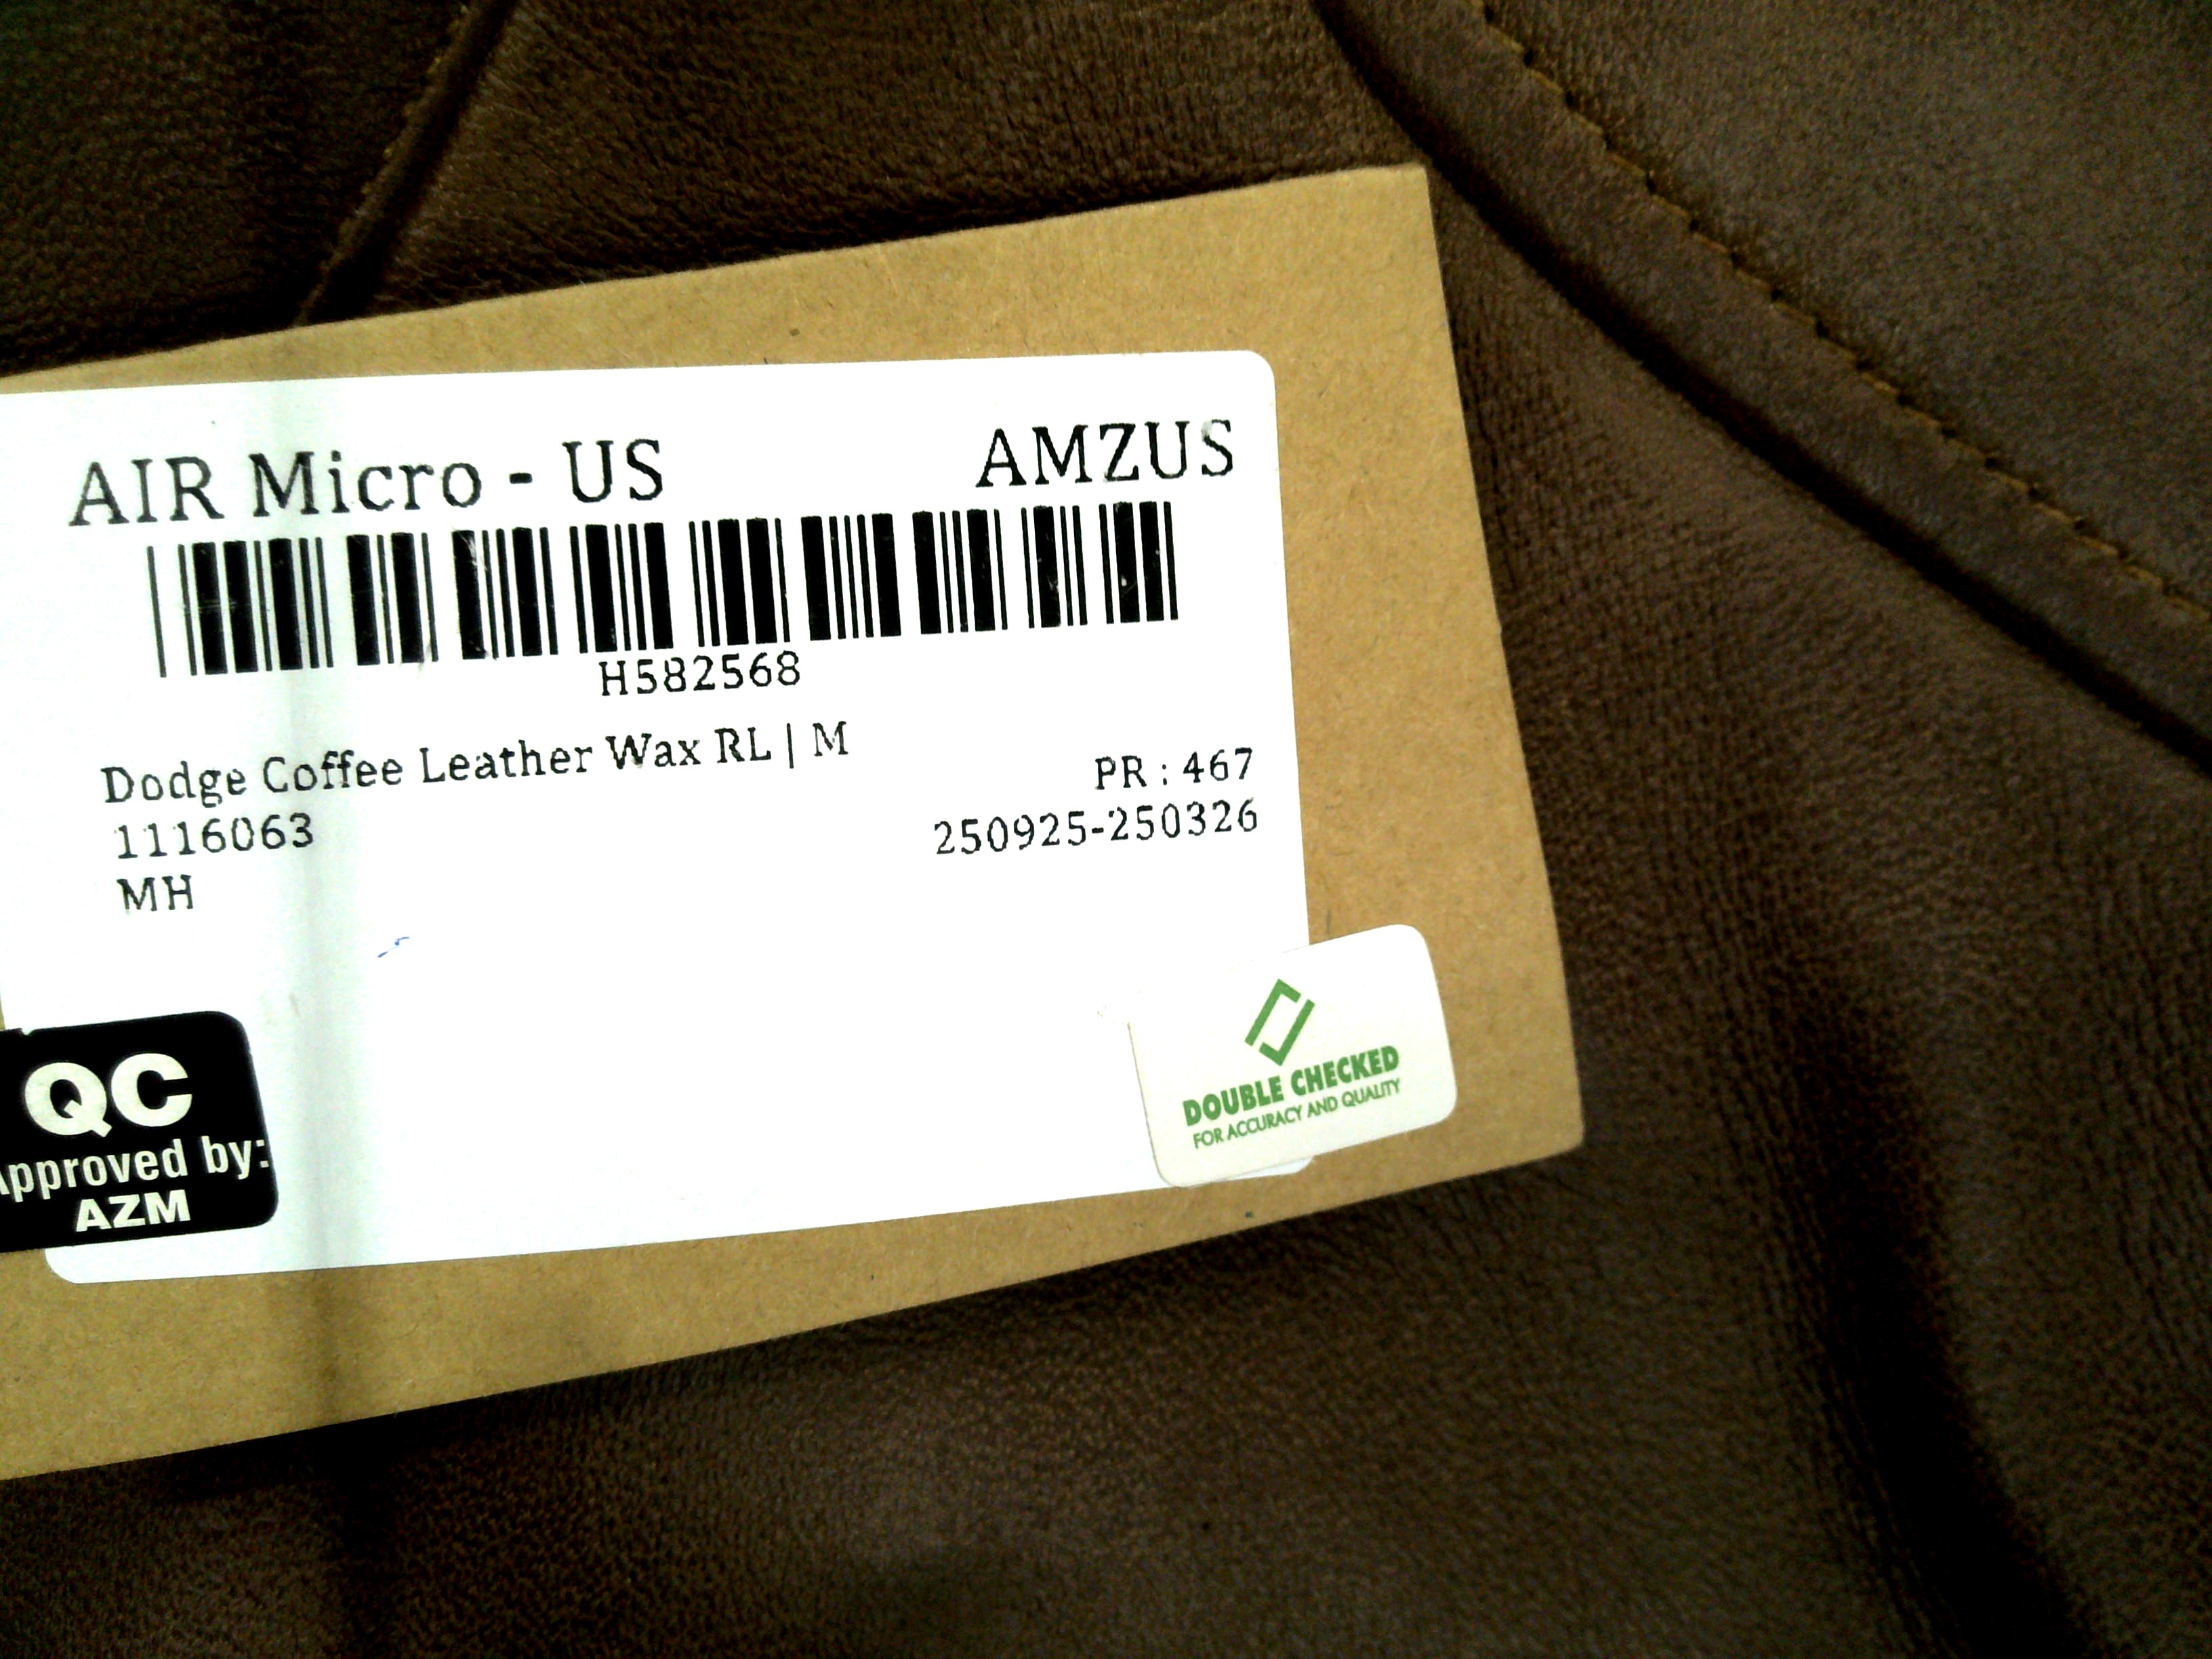 AIR Micro - US
AMZUS
H582568
Dodge Coffee Leather Wax RL | M
PR : 467
1116063
250925-250326
MH
QC
Approved by:
AZM
DOUBLE CHECKED
FOR ACCURACY AND QUALITY